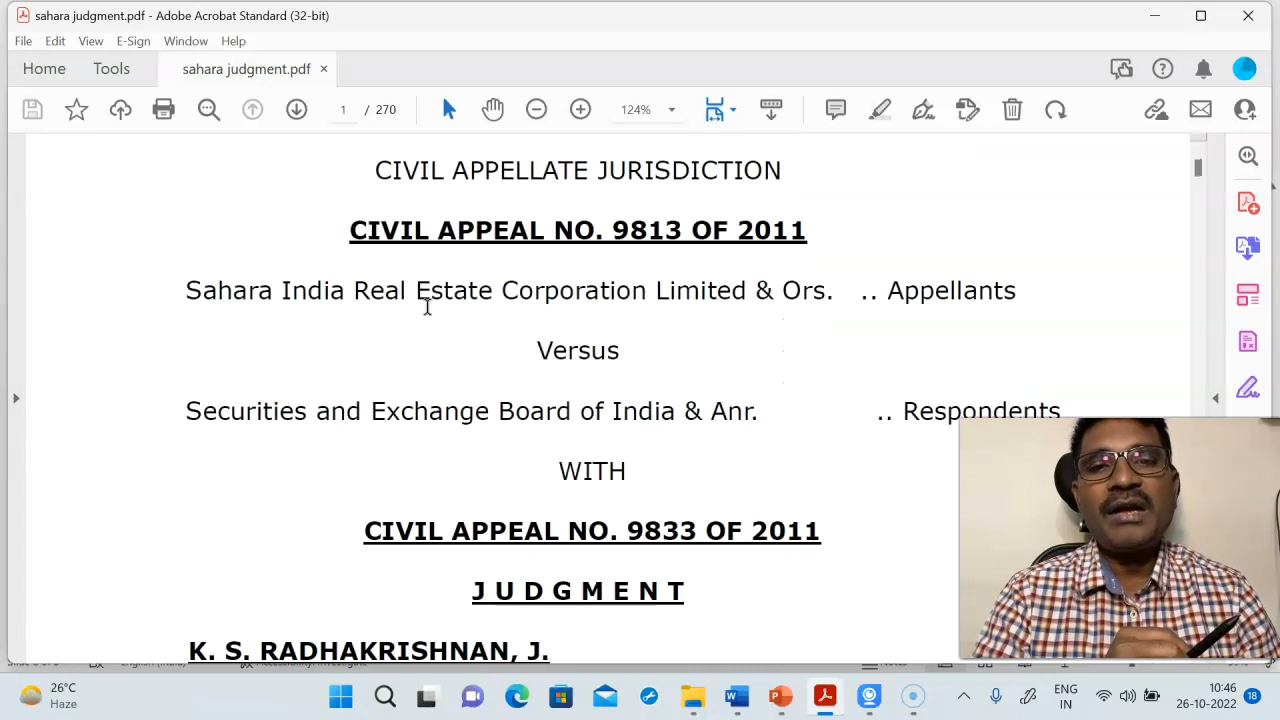 sahara judgment.pdf - Adobe Acrobat Standard (32-bit)
File Edit View E-Sign Window Help
Home Tools sahara judgment.pdf ×
1 / 270 124%
CIVIL APPELLATE JURISDICTION
CIVIL APPEAL NO. 9813 OF 2011
Sahara India Real Estate Corporation Limited & Ors. .. Appellants
Versus
Securities and Exchange Board of India & Anr. .. Respondents
WITH
CIVIL APPEAL NO. 9833 OF 2011
J U D G M E N T
K. S. RADHAKRISHNAN, J.
26°C
Haze
ENG
IN
10:46
26-10-2022
18